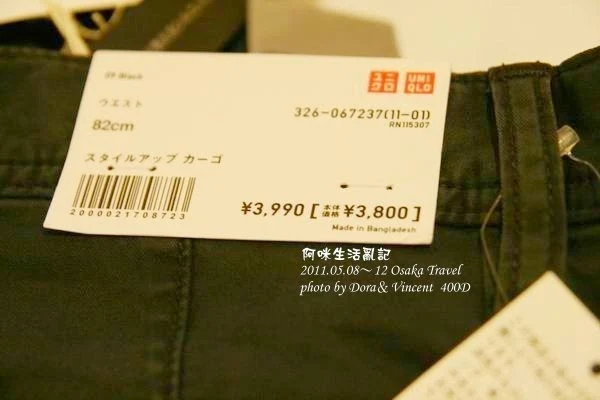 09 Black
ユニ
クロ
UNI
QLO
ウエスト
82cm
326-067237(11-01)
RN115307
スタイルアップ カーゴ
2000021708723
¥3,990 [本体価格 ¥3,800]
Made in Bangladesh
阿咪生活亂記
2011.05.08~12 Osaka Travel
photo by Dora & Vincent 400D